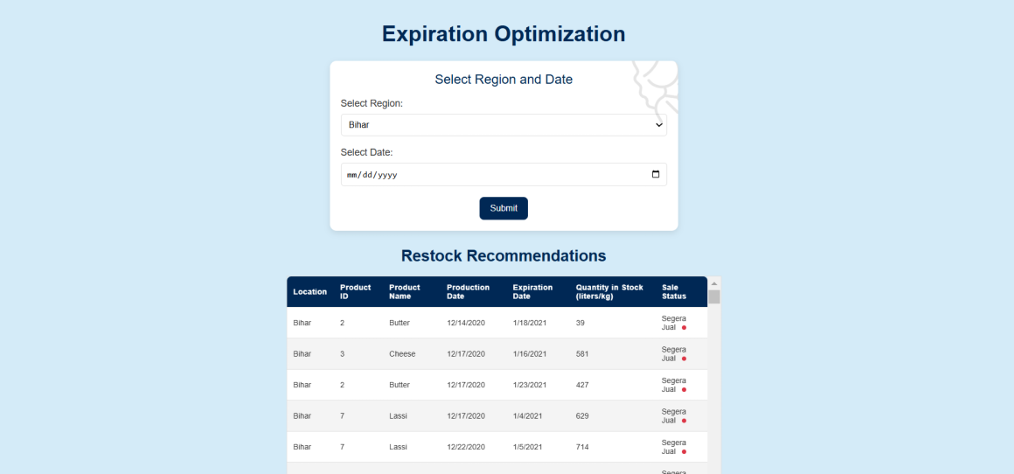 Expiration Optimization
Select Region and Date
Select Region:
Bihar
Select Date:
mm/dd/yyyy
Submit
Restock Recommendations
Location Product ID Product Name Production Date Expiration Date Quantity in Stock (liters/kg) Sale Status
Bihar 2 Butter 12/14/2020 1/18/2021 39 Segera Jual
Bihar 3 Cheese 12/17/2020 1/16/2021 581 Segera Jual
Bihar 2 Butter 12/17/2020 1/23/2021 427 Segera Jual
Bihar 7 Lassi 12/17/2020 1/4/2021 629 Segera Jual
Bihar 7 Lassi 12/22/2020 1/5/2021 714 Segera Jual
Segera